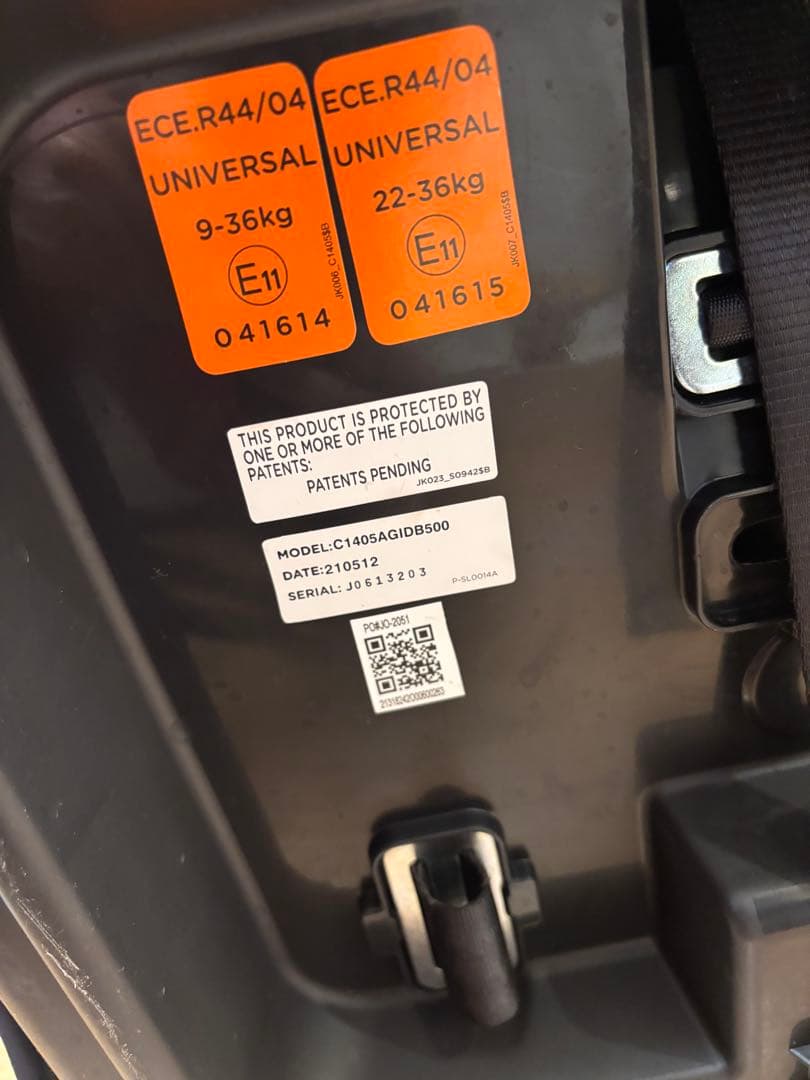 ECE.R44/04
UNIVERSAL
9-36kg
E11
041614
JK006_C1405$B
ECE.R44/04
UNIVERSAL
22-36kg
E11
041615
JK007_C1405$B
THIS PRODUCT IS PROTECTED BY
ONE OR MORE OF THE FOLLOWING
PATENTS:
PATENTS PENDING
JK023_S0942$B
MODEL:C1405AGIDB500
DATE:210512
SERIAL: J0613203
P-SL0014A
PO#JO-2051